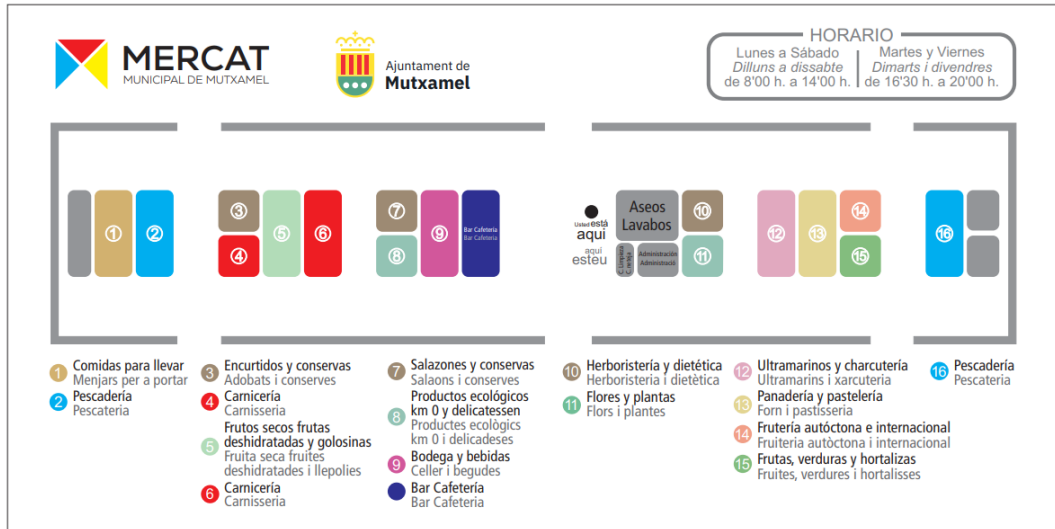 MERCAT
MUNICIPAL DE MUTXAMEL
Ajuntament de
Mutxamel
HORARIO
Lunes a Sábado
Dilluns a dissabte
de 8'00 h. a 14'00 h.
Martes y Viernes
Dimarts i divendres
de 16'30 h. a 20'00 h.
1
2
3
4
5
6
7
8
9
Bar Cafetería
Bar Cafeteria
Usted está
aquí
aquí
esteu
Aseos
Lavabos
C. Limpieza
C. neteja
Administración
Administració
10
11
12
13
14
15
16
1 Comidas para llevar
Menjars per a portar
2 Pescadería
Pescateria
3 Encurtidos y conservas
Adobats i conserves
4 Carnicería
Carnisseria
5 Frutos secos frutas
deshidratadas y golosinas
Fruita seca fruites
deshidratades i llepolies
6 Carnicería
Carnisseria
7 Salazones y conservas
Salaons i conserves
8 Productos ecológicos
km 0 y delicatessen
Productes ecològics
km 0 i delicadeses
9 Bodega y bebidas
Celler i begudes
Bar Cafetería
Bar Cafeteria
10 Herboristería y dietética
Herboristeria i dietètica
11 Flores y plantas
Flors i plantes
12 Ultramarinos y charcutería
Ultramarins i xarcuteria
13 Panadería y pastelería
Forn i pastisseria
14 Frutería autóctona e internacional
Fruiteria autòctona i internacional
15 Frutas, verduras y hortalizas
Fruites, verdures i hortalisses
16 Pescadería
Pescateria